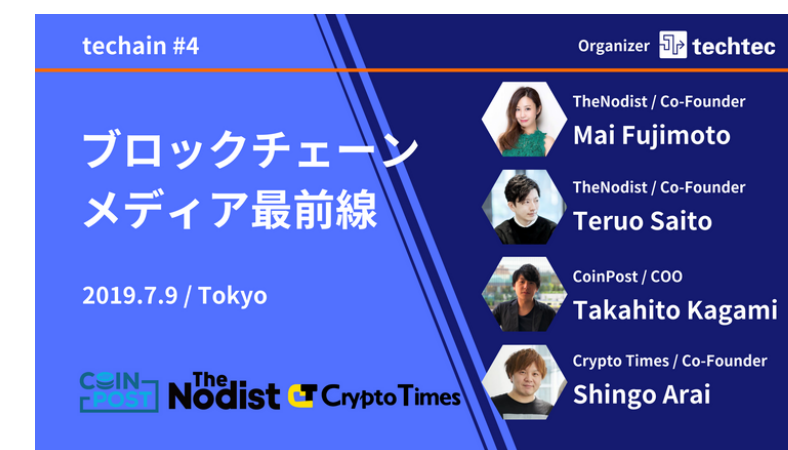 techain #4
Organizer techtec
ブロックチェーン
メディア最前線
2019.7.9 / Tokyo
COIN
POST
The
Nodist
CT CryptoTimes
TheNodist / Co-Founder
Mai Fujimoto
TheNodist / Co-Founder
Teruo Saito
CoinPost / COO
Takahito Kagami
Crypto Times / Co-Founder
Shingo Arai